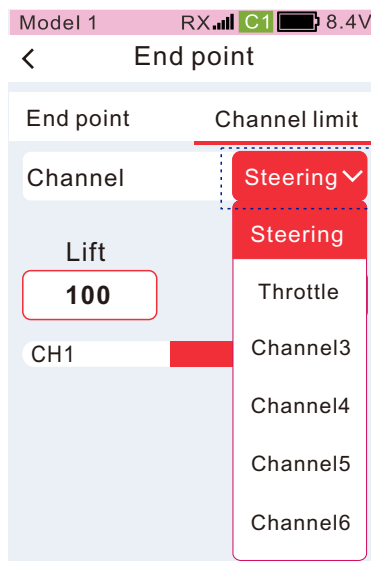 Model 1 RX C1 8.4V
End point
End point Channel limit
Channel Steering
Steering
Lift
100
Throttle
CH1
Channel3
Channel4
Channel5
Channel6